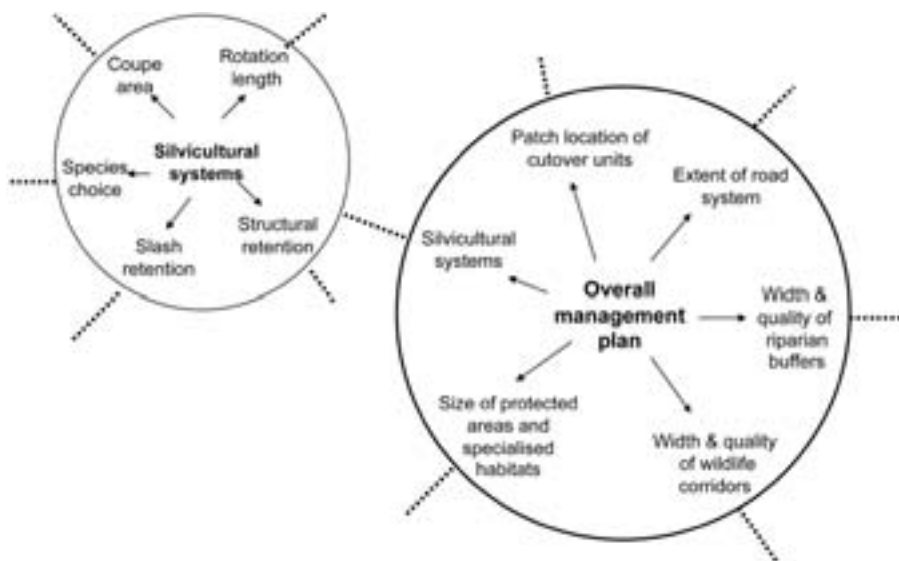 Coupe
area
Rotation
length
Silvicultural
systems
Species
choice
Slash
retention
Structural
retention
Patch location of
cutover units
Extent of road
system
Silvicultural
systems
Overall
management
plan
Width &
quality of
riparian
buffers
Size of protected
areas and
specialised
habitats
Width & quality
of wildlife
corridors